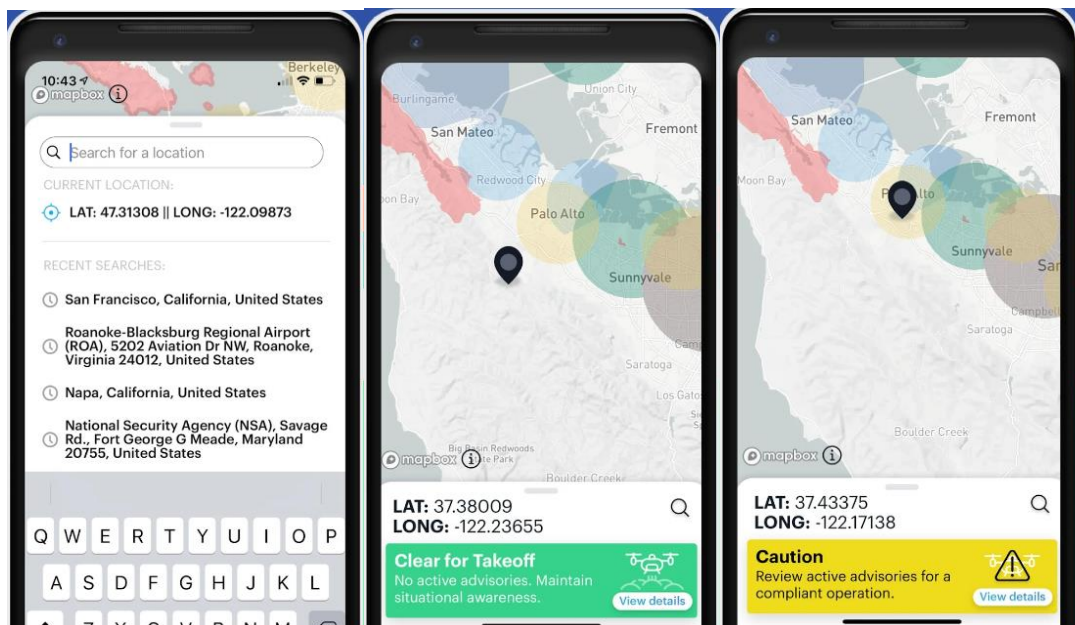 10:43
Berkeley
mapbox
Search for a location
CURRENT LOCATION:
LAT: 47.31308 || LONG: -122.09873
RECENT SEARCHES:
San Francisco, California, United States
Roanoke-Blacksburg Regional Airport
(ROA), 5202 Aviation Dr NW, Roanoke,
Virginia 24012, United States
Napa, California, United States
National Security Agency (NSA), Savage
Rd., Fort George G Meade, Maryland
20755, United States
Q W E R T Y U I O P
A S D F G H J K L
Z X C V B N M
Burlingame
Union City
San Mateo
Fremont
Redwood City
Bay
Palo Alto
Sunnyvale
Camp
Saratoga
Los Gato
Big Basin Redwoods
State Park
mapbox
Boulder Creek
LAT: 37.38009
LONG: -122.23655
Clear for Takeoff
No active advisories. Maintain
situational awareness.
View details
San Mateo
Fremont
Moon Bay
Sunnyvale
San
Campbell
Saratoga
Boulder Creek
mapbox
LAT: 37.43375
LONG: -122.17138
Caution
Review active advisories for a
compliant operation.
View details